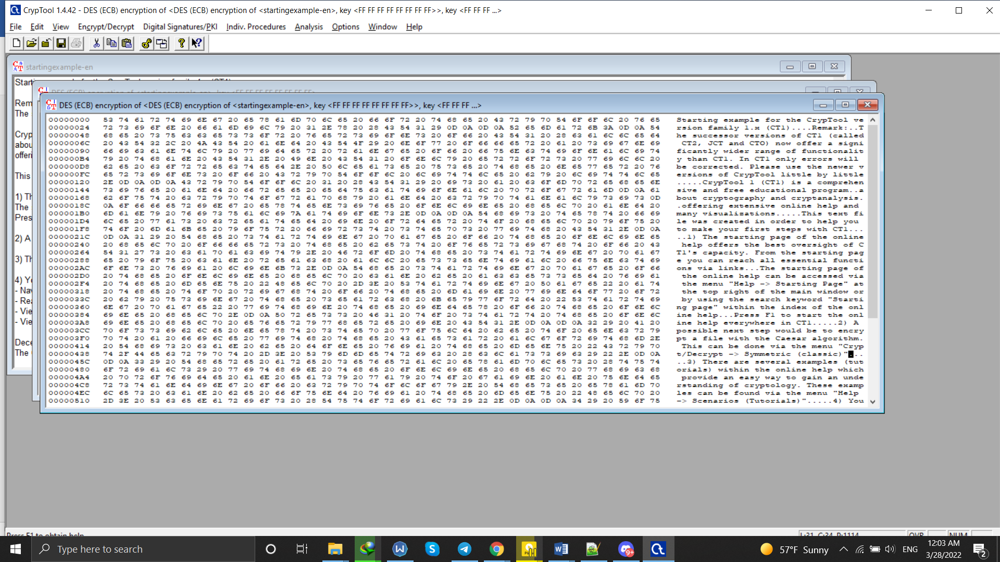 CrypTool 1.4.42 - DES (ECB) encryption of <DES (ECB) encryption of <startingexample-en>, key <FF FF FF FF FF FF FF FF>>, key <FF FF FF ...>
File Edit View Encrypt/Decrypt Digital Signatures/PKI Indiv. Procedures Analysis Options Window Help
startingexample-en
DES (ECB) encryption of <DES (ECB) encryption of <startingexample-en>, key <FF FF FF FF FF FF FF FF>>, key <FF FF FF ...>
00000000 53 74 61 72 74 69 6E 67 20 65 78 61 6D 70 6C 65 20 66 6F 72 20 74 68 65 20 43 72 79 70 54 6F 6F 6C 20 76 65 Starting example for the CrypTool ve
00000024 72 73 69 6F 6E 20 66 61 6D 69 6C 79 20 31 2E 78 20 28 43 54 31 29 0D 0A 0D 0A 52 65 6D 61 72 6B 3A 0D 0A 54 rsion family 1.x (CT1)....Remark:..T
00000048 68 65 20 73 75 63 63 65 73 73 6F 72 20 76 65 72 73 69 6F 6E 73 20 6F 66 20 43 54 31 20 28 63 61 6C 6C 65 64 he successor versions of CT1 (called
0000006C 20 43 54 32 2C 20 4A 43 54 20 61 6E 64 20 43 54 4F 29 20 6E 6F 77 20 6F 66 66 65 72 20 61 20 73 69 67 6E 69 CT2, JCT and CTO) now offer a signi
00000090 66 69 63 61 6E 74 6C 79 20 77 69 64 65 72 20 72 61 6E 67 65 20 6F 66 20 66 75 6E 63 74 69 6F 6E 61 6C 69 74 ficantly wider range of functionalit
000000B4 79 20 74 68 61 6E 20 43 54 31 2E 20 49 6E 20 43 54 31 20 6F 6E 6C 79 20 65 72 72 6F 72 73 20 77 69 6C 6C 20 y than CT1. In CT1 only errors will
000000D8 62 65 20 63 6F 72 72 65 63 74 65 64 2E 20 50 6C 65 61 73 65 20 75 73 65 20 74 68 65 20 6E 65 77 65 72 20 76 be corrected. Please use the newer v
000000FC 65 72 73 69 6F 6E 73 20 6F 66 20 43 72 79 70 54 6F 6F 6C 20 6C 69 74 74 6C 65 20 62 79 20 6C 69 74 74 6C 65 ersions of CrypTool little by little
00000120 2E 0D 0A 0D 0A 43 72 79 70 54 6F 6F 6C 20 31 20 28 43 54 31 29 20 69 73 20 61 20 63 6F 6D 70 72 65 68 65 6E .....CrypTool 1 (CT1) is a comprehen
00000144 73 69 76 65 20 61 6E 64 20 66 72 65 65 20 65 64 75 63 61 74 69 6F 6E 61 6C 20 70 72 6F 67 72 61 6D 0D 0A 61 sive and free educational program..a
00000168 62 6F 75 74 20 63 72 79 70 74 6F 67 72 61 70 68 79 20 61 6E 64 20 63 72 79 70 74 61 6E 61 6C 79 73 69 73 0D bout cryptography and cryptanalysis.
0000018C 0A 6F 66 66 65 72 69 6E 67 20 65 78 74 65 6E 73 69 76 65 20 6F 6E 6C 69 6E 65 20 68 65 6C 70 20 61 6E 64 20 .offering extensive online help and
000001B0 6D 61 6E 79 20 76 69 73 75 61 6C 69 7A 61 74 69 6F 6E 73 2E 0D 0A 0D 0A 54 68 69 73 20 74 65 78 74 20 66 69 many visualizations.....This text fi
000001D4 6C 65 20 77 61 73 20 63 72 65 61 74 65 64 20 69 6E 20 6F 72 64 65 72 20 74 6F 20 68 65 6C 70 20 79 6F 75 20 le was created in order to help you
000001F8 74 6F 20 6D 61 6B 65 20 79 6F 75 72 20 66 69 72 73 74 20 73 74 65 70 73 20 77 69 74 68 20 43 54 31 2E 0D 0A to make your first steps with CT1...
0000021C 0D 0A 31 29 20 54 68 65 20 73 74 61 72 74 69 6E 67 20 70 61 67 65 20 6F 66 20 74 68 65 20 6F 6E 6C 69 6E 65 ..1) The starting page of the online
00000240 20 68 65 6C 70 20 6F 66 66 65 72 73 20 74 68 65 20 62 65 73 74 20 6F 76 65 72 73 69 67 68 74 20 6F 66 20 43 help offers the best oversight of C
00000264 54 31 27 73 20 63 61 70 61 63 69 74 79 2E 20 46 72 6F 6D 20 74 68 65 20 73 74 61 72 74 69 6E 67 20 70 61 67 T1's capacity. From the starting pag
00000288 65 20 79 6F 75 20 63 61 6E 20 72 65 61 63 68 20 61 6C 6C 20 65 73 73 65 6E 74 69 61 6C 20 66 75 6E 63 74 69 e you can reach all essential functi
000002AC 6F 6E 73 20 76 69 61 20 6C 69 6E 6B 73 2E 0D 0A 54 68 65 20 73 74 61 72 74 69 6E 67 20 70 61 67 65 20 6F 66 ons via links...The starting page of
000002D0 20 74 68 65 20 6F 6E 6C 69 6E 65 20 68 65 6C 70 20 63 61 6E 20 62 65 20 61 63 63 65 73 73 65 64 20 76 69 61 the online help can be accessed via
000002F4 20 74 68 65 20 6D 65 6E 75 20 22 48 65 6C 70 20 2D 3E 20 53 74 61 72 74 69 6E 67 20 50 61 67 65 22 20 61 74 the menu "Help -> Starting Page" at
00000318 20 74 68 65 20 74 6F 70 20 72 69 67 68 74 20 6F 66 20 74 68 65 20 6D 61 69 6E 20 77 69 6E 64 6F 77 20 6F 72 the top right of the main window or
0000033C 20 62 79 20 75 73 69 6E 67 20 74 68 65 20 73 65 61 72 63 68 20 6B 65 79 77 6F 72 64 20 22 53 74 61 72 74 69 by using the search keyword "Starti
00000360 6E 67 20 70 61 67 65 22 20 77 69 74 68 69 6E 20 74 68 65 20 69 6E 64 65 78 20 6F 66 20 74 68 65 20 6F 6E 6C ng page" within the index of the onl
00000384 69 6E 65 20 68 65 6C 70 2E 0D 0A 50 72 65 73 73 20 46 31 20 74 6F 20 73 74 61 72 74 20 74 68 65 20 6F 6E 6C ine help...Press F1 to start the onl
000003A8 69 6E 65 20 68 65 6C 70 20 65 76 65 72 79 77 68 65 72 65 20 69 6E 20 43 54 31 2E 0D 0A 0D 0A 32 29 20 41 20 ine help everywhere in CT1.....2) A
000003CC 70 6F 73 73 69 62 6C 65 20 6E 65 78 74 20 73 74 65 70 20 77 6F 75 6C 64 20 62 65 20 74 6F 20 65 6E 63 72 79 possible next step would be to encry
000003F0 70 74 20 61 20 66 69 6C 65 20 77 69 74 68 20 74 68 65 20 43 61 65 73 61 72 20 61 6C 67 6F 72 69 74 68 6D 2E pt a file with the Caesar algorithm.
00000414 20 54 68 69 73 20 63 61 6E 20 62 65 20 64 6F 6E 65 20 76 69 61 20 74 68 65 20 6D 65 6E 75 20 22 43 72 79 70 This can be done via the menu "Cryp
00000438 74 2F 44 65 63 72 79 70 74 20 2D 3E 20 53 79 6D 6D 65 74 72 69 63 20 28 63 6C 61 73 73 69 63 29 22 2E 0D 0A t/Decrypt -> Symmetric (classic)"...
0000045C 0D 0A 33 29 20 54 68 65 72 65 20 61 72 65 20 73 65 76 65 72 61 6C 20 65 78 61 6D 70 6C 65 73 20 28 74 75 74 ..3) There are several examples (tut
00000480 6F 72 69 61 6C 73 29 20 77 69 74 68 69 6E 20 74 68 65 20 6F 6E 6C 69 6E 65 20 68 65 6C 70 20 77 68 69 63 68 orials) within the online help which
000004A4 20 70 72 6F 76 69 64 65 20 61 6E 20 65 61 73 79 20 77 61 79 20 74 6F 20 67 61 69 6E 20 61 6E 20 75 6E 64 65 provide an easy way to gain an unde
000004C8 72 73 74 61 6E 64 69 6E 67 20 6F 66 20 63 72 79 70 74 6F 6C 6F 67 79 2E 20 54 68 65 73 65 20 65 78 61 6D 70 rstanding of cryptology. These examp
000004EC 6C 65 73 20 63 61 6E 20 62 65 20 66 6F 75 6E 64 20 76 69 61 20 74 68 65 20 6D 65 6E 75 20 22 48 65 6C 70 20 les can be found via the menu "Help
00000510 2D 3E 20 53 63 65 6E 61 72 69 6F 73 20 28 54 75 74 6F 72 69 61 6C 73 29 22 2E 0D 0A 0D 0A 34 29 20 59 6F 75 -> Scenarios (Tutorials)".....4) You
Rem
The
Cryp
abou
offeri
This
1) Th
The
Pres
2) A
3) Th
4) Yo
- Nav
- Rea
- Vie
- Vie
Dece
The
Press F1 to obtain help
L:31 C:34 P:1114 OVR NUM
Type here to search
9+
57°F Sunny
ENG
12:03 AM
3/28/2022
2